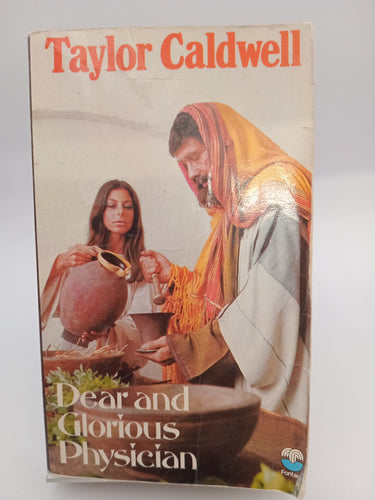 Taylor Caldwell
Dear and
Glorious
Physician